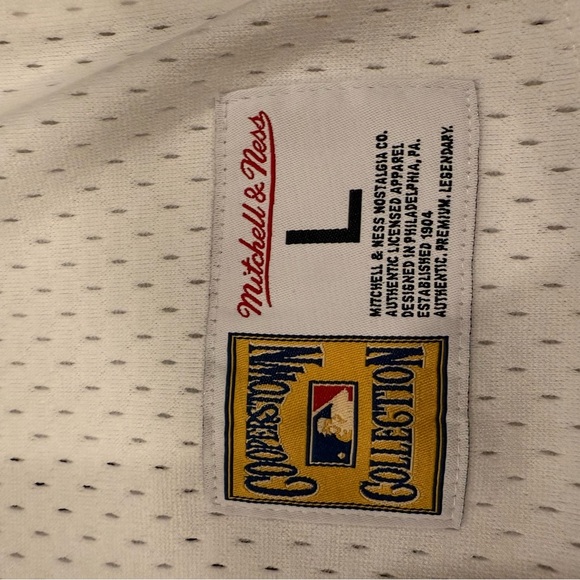 Mitchell & Ness
L
MITCHELL & NESS NOSTALGIA CO.
AUTHENTIC LICENSED APPAREL
DESIGNED IN PHILADELPHIA, PA.
ESTABLISHED 1904
AUTHENTIC. PREMIUM. LEGENDARY.
COOPERSTOWN
COLLECTION